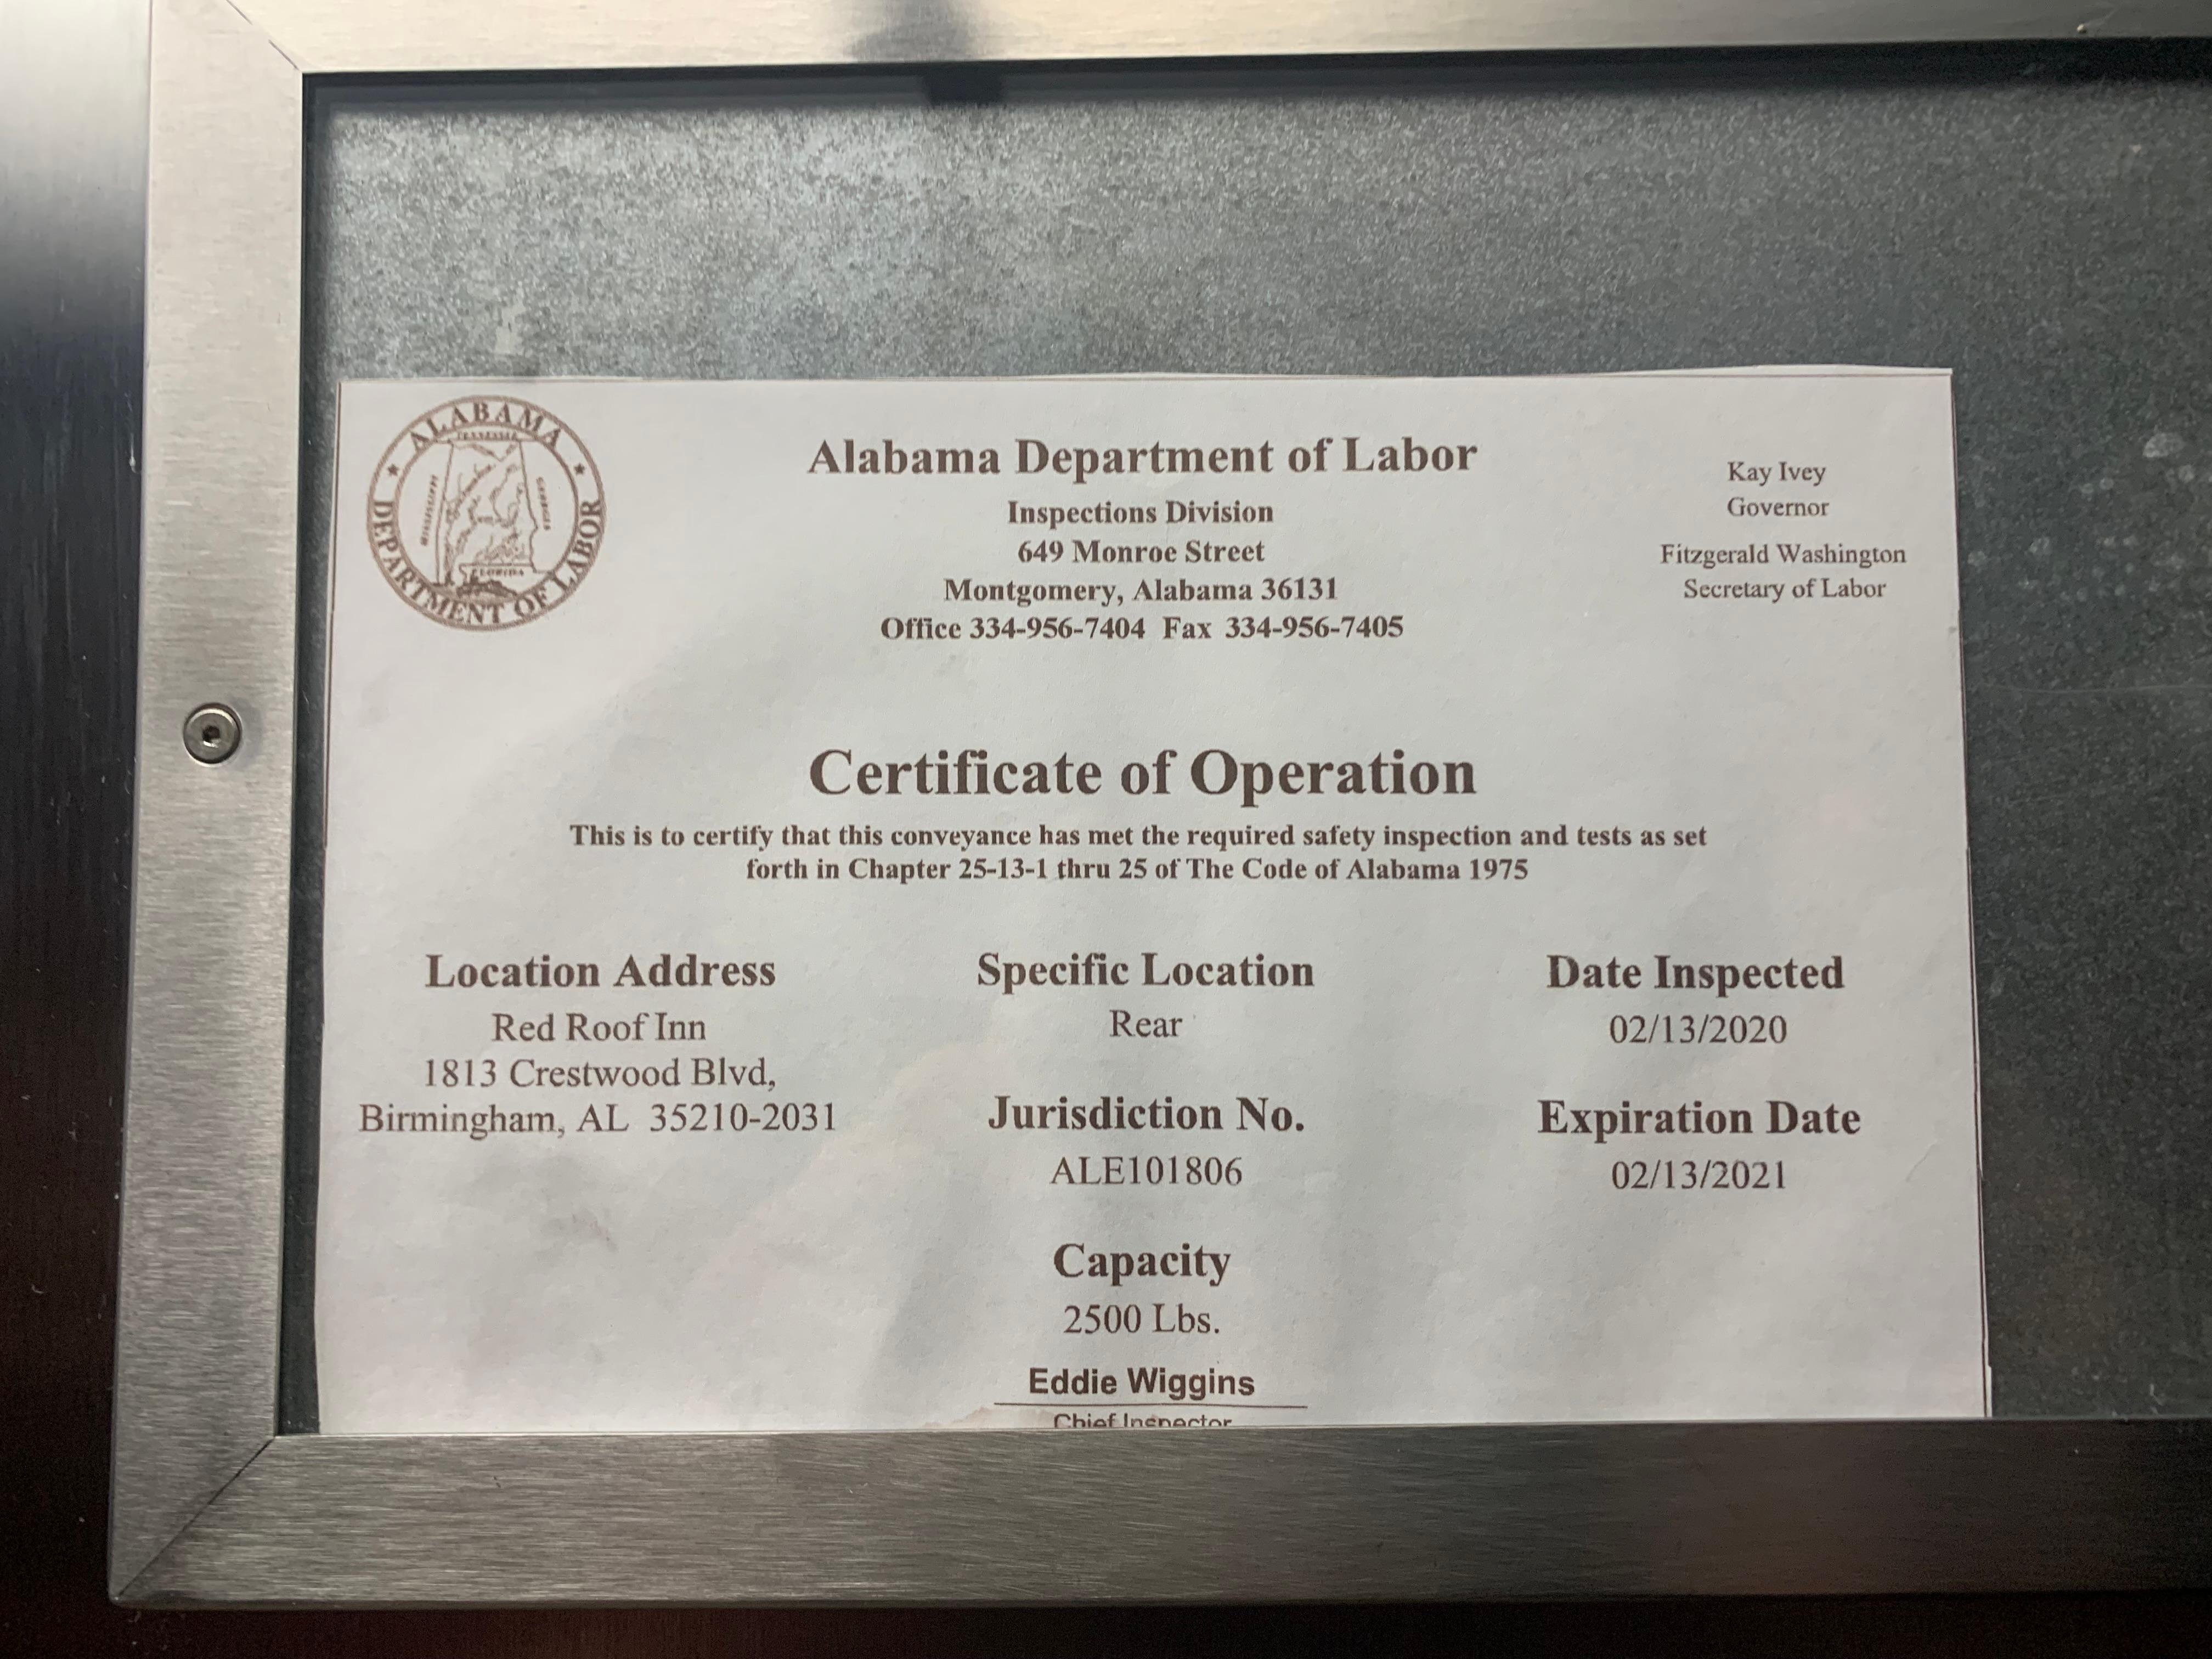 ALABAMA
DEPARTMENT OF LABOR
TENNESSEE
MISSISSIPPI
GEORGIA
FLORIDA
Alabama Department of Labor
Inspections Division
649 Monroe Street
Montgomery, Alabama 36131
Office 334-956-7404 Fax 334-956-7405
Kay Ivey
Governor
Fitzgerald Washington
Secretary of Labor
Certificate of Operation
This is to certify that this conveyance has met the required safety inspection and tests as set
forth in Chapter 25-13-1 thru 25 of The Code of Alabama 1975
Location Address
Red Roof Inn
1813 Crestwood Blvd,
Birmingham, AL 35210-2031
Specific Location
Rear
Jurisdiction No.
ALE101806
Capacity
2500 Lbs.
Date Inspected
02/13/2020
Expiration Date
02/13/2021
Eddie Wiggins
Chief Inspector